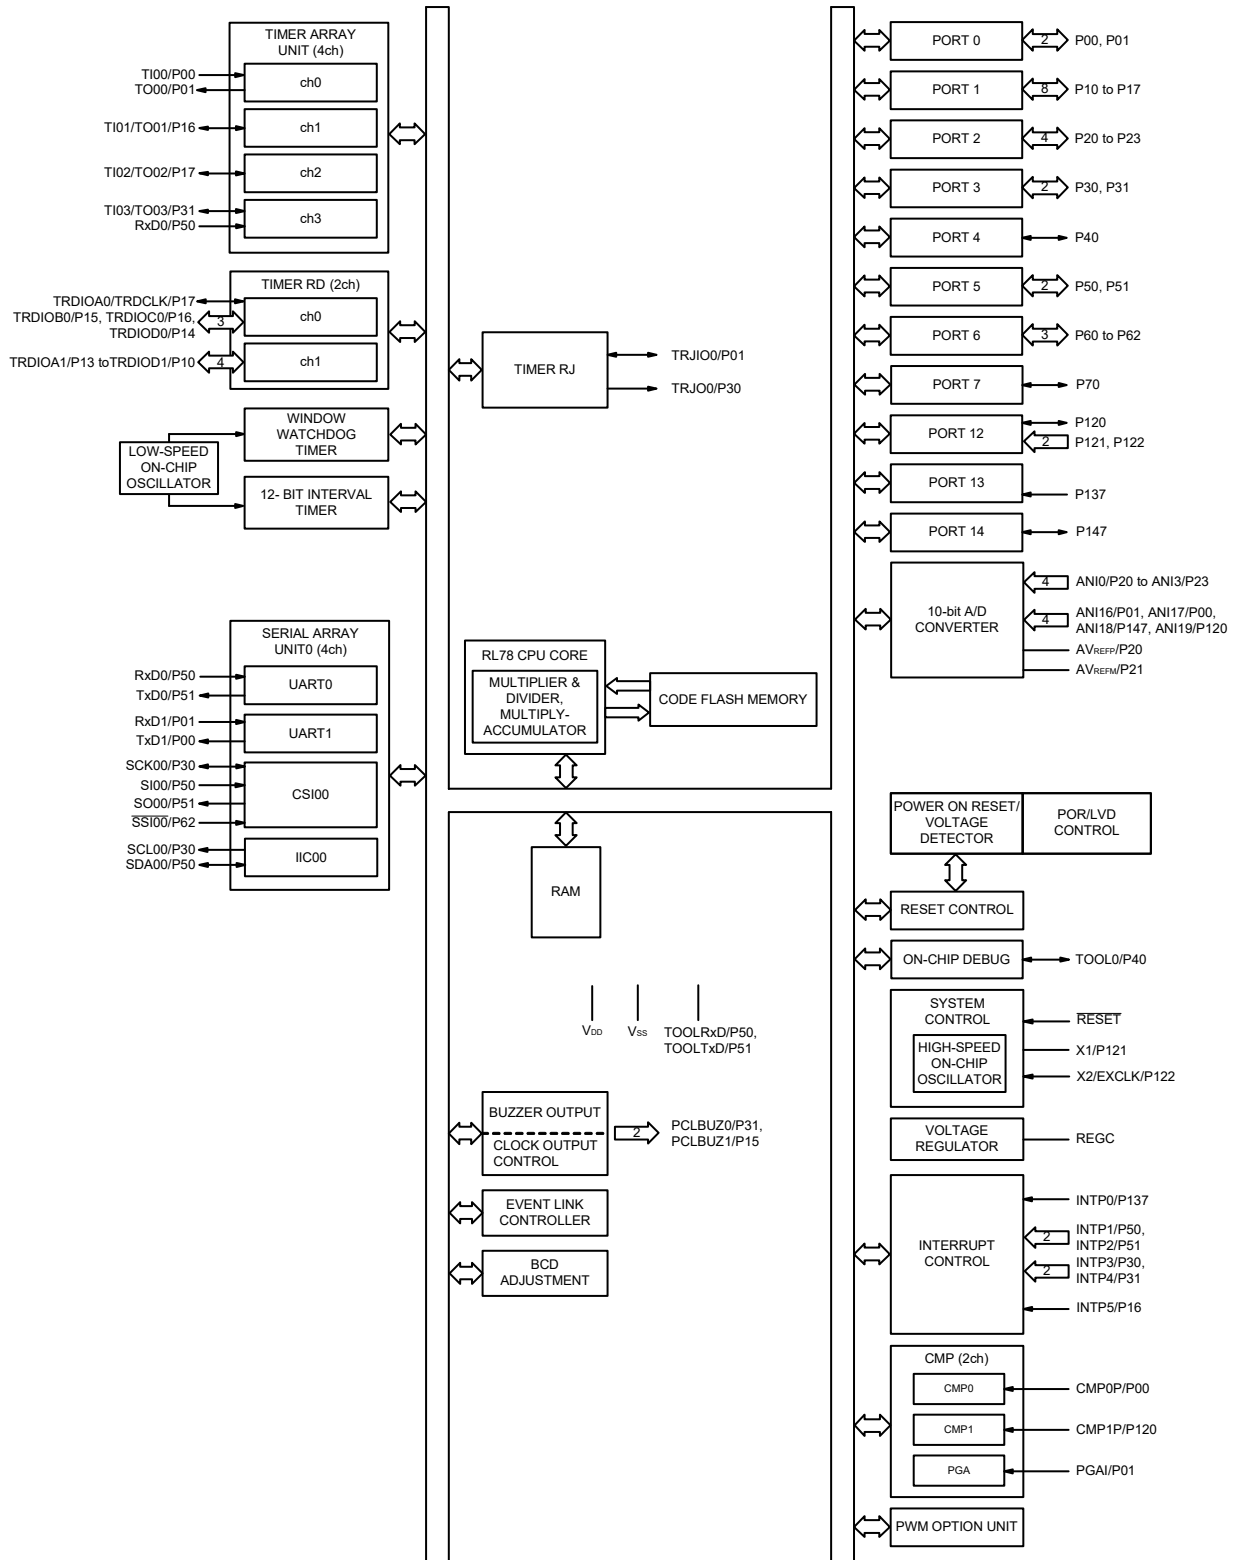 TIMER ARRAY
UNIT (4ch)
TI00/P00
TO00/P01
ch0
TI01/TO01/P16
ch1
TI02/TO02/P17
ch2
TI03/TO03/P31
RxD0/P50
ch3
TIMER RD (2ch)
TRDIOA0/TRDCLK/P17
TRDIOB0/P15, TRDIOC0/P16,
TRDIOD0/P14
3
ch0
TRDIOA1/P13 toTRDIOD1/P10
4
ch1
WINDOW
WATCHDOG
TIMER
LOW-SPEED
ON-CHIP
OSCILLATOR
12- BIT INTERVAL
TIMER
SERIAL ARRAY
UNIT0 (4ch)
RxD0/P50
TxD0/P51
UART0
RxD1/P01
TxD1/P00
UART1
SCK00/P30
SI00/P50
SO00/P51
SSI00/P62
CSI00
SCL00/P30
SDA00/P50
IIC00
TIMER RJ
TRJIO0/P01
TRJO0/P30
RL78 CPU CORE
MULTIPLIER &
DIVIDER,
MULTIPLY-
ACCUMULATOR
CODE FLASH MEMORY
RAM
VDD
VSS
TOOLRxD/P50,
TOOLTxD/P51
BUZZER OUTPUT
CLOCK OUTPUT
CONTROL
2
PCLBUZ0/P31,
PCLBUZ1/P15
EVENT LINK
CONTROLLER
BCD
ADJUSTMENT
PORT 0
2
P00, P01
PORT 1
8
P10 to P17
PORT 2
4
P20 to P23
PORT 3
2
P30, P31
PORT 4
P40
PORT 5
2
P50, P51
PORT 6
3
P60 to P62
PORT 7
P70
PORT 12
P120
2
P121, P122
PORT 13
P137
PORT 14
P147
10-bit A/D
CONVERTER
4
ANI0/P20 to ANI3/P23
4
ANI16/P01, ANI17/P00,
ANI18/P147, ANI19/P120
AVREFP/P20
AVREFM/P21
POWER ON RESET/
VOLTAGE
DETECTOR
POR/LVD
CONTROL
RESET CONTROL
ON-CHIP DEBUG
TOOL0/P40
SYSTEM
CONTROL
HIGH-SPEED
ON-CHIP
OSCILLATOR
RESET
X1/P121
X2/EXCLK/P122
VOLTAGE
REGULATOR
REGC
INTERRUPT
CONTROL
INTP0/P137
2
INTP1/P50,
INTP2/P51
2
INTP3/P30,
INTP4/P31
INTP5/P16
CMP (2ch)
CMP0
CMP0P/P00
CMP1
CMP1P/P120
PGA
PGAI/P01
PWM OPTION UNIT